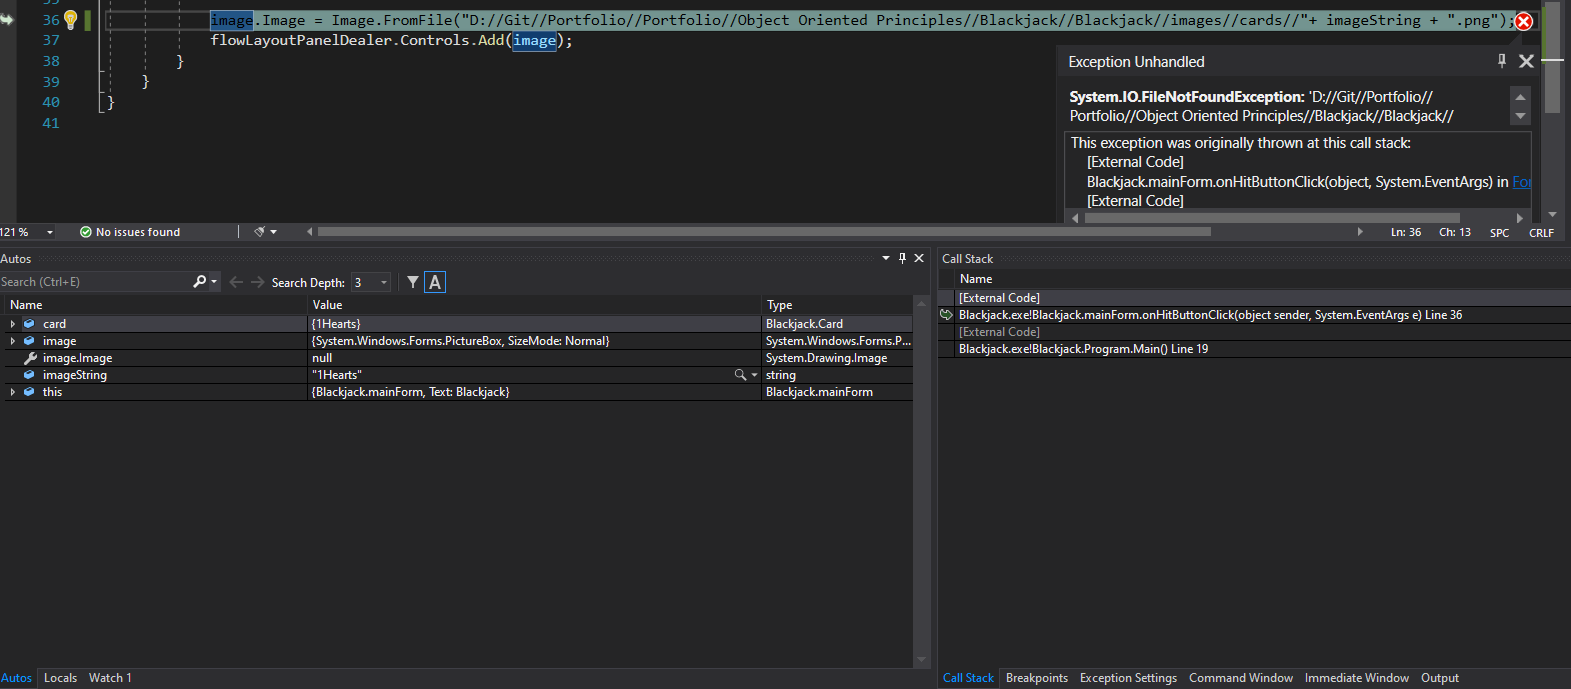 36 image.Image = Image.FromFile("D://Git//Portfolio//Portfolio//Object Oriented Principles//Blackjack//Blackjack//images//cards//"+ imageString + ".png");
37 flowLayoutPanelDealer.Controls.Add(image);
38 }
39 }
40 }
41
Exception Unhandled
System.IO.FileNotFoundException: 'D://Git//Portfolio//
Portfolio//Object Oriented Principles//Blackjack//Blackjack//
This exception was originally thrown at this call stack:
[External Code]
Blackjack.mainForm.onHitButtonClick(object, System.EventArgs) in For
[External Code]
121 % No issues found Ln: 36 Ch: 13 SPC CRLF
Autos
Search (Ctrl+E) Search Depth: 3 A
Name Value Type
card {1Hearts} Blackjack.Card
image {System.Windows.Forms.PictureBox, SizeMode: Normal} System.Windows.Forms.P...
image.Image null System.Drawing.Image
imageString "1Hearts" string
this {Blackjack.mainForm, Text: Blackjack} Blackjack.mainForm
Autos Locals Watch 1
Call Stack
Name
[External Code]
Blackjack.exe!Blackjack.mainForm.onHitButtonClick(object sender, System.EventArgs e) Line 36
[External Code]
Blackjack.exe!Blackjack.Program.Main() Line 19
Call Stack Breakpoints Exception Settings Command Window Immediate Window Output